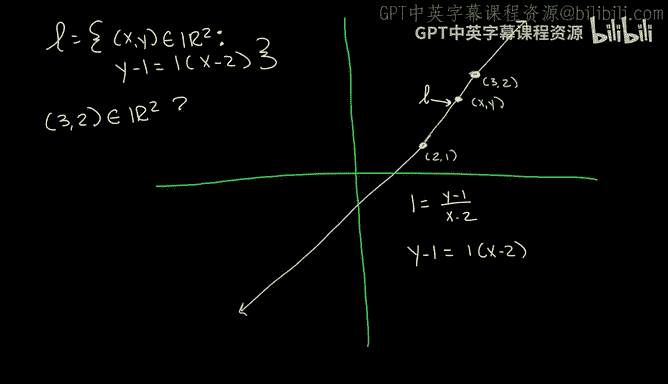 GPT中英字幕课程资源@bilibili.com
GPT中英字幕课程资源 bilibili
l = { (x,y) ∈ ℝ² :
y-1 = 1(x-2) }
(3,2) ∈ ℝ² ?
(3,2)
l
(x,y)
(2,1)
1 = \frac{y-1}{x-2}
y-1 = 1(x-2)